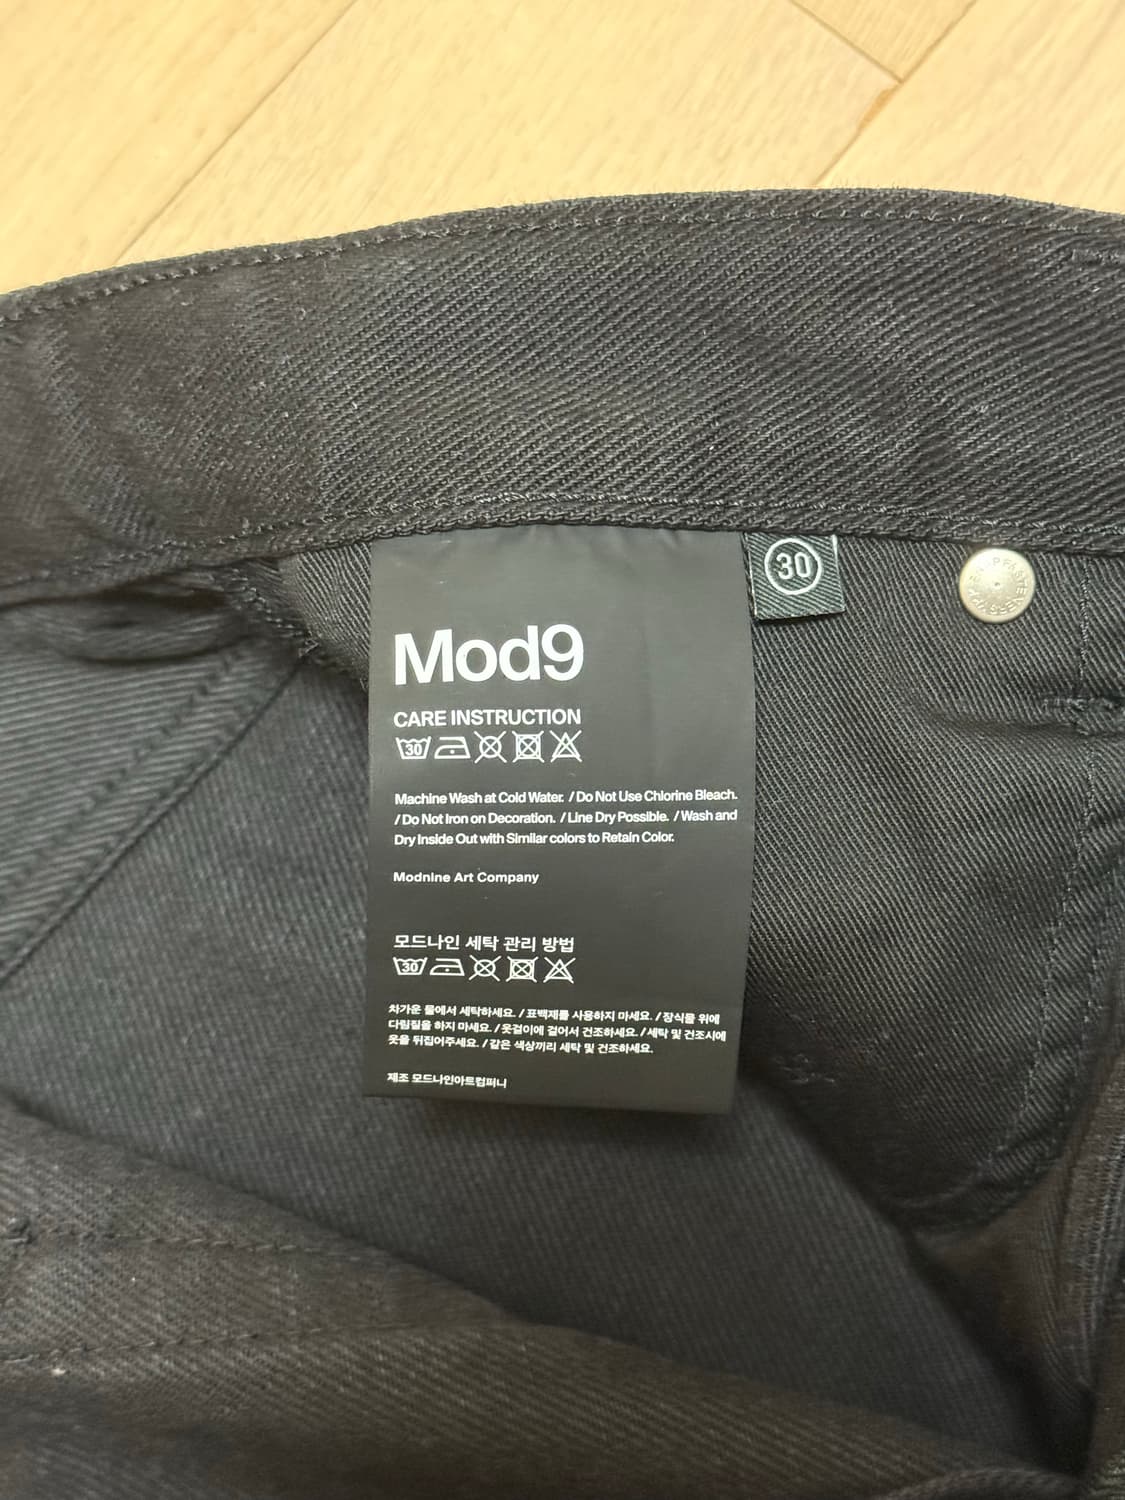 30
Mod9
CARE INSTRUCTION
30
Machine Wash at Cold Water. / Do Not Use Chlorine Bleach.
/ Do Not Iron on Decoration. / Line Dry Possible. / Wash and
Dry Inside Out with Similar colors to Retain Color.
Modnine Art Company
모드나인 세탁 관리 방법
30
차가운 물에서 세탁하세요. / 표백제를 사용하지 마세요. / 장식물 위에
다림질을 하지 마세요. / 옷걸이에 걸어서 건조하세요. / 세탁 및 건조시에
옷을 뒤집어주세요. / 같은 색상끼리 세탁 및 건조하세요.
제조 모드나인아트컴퍼니